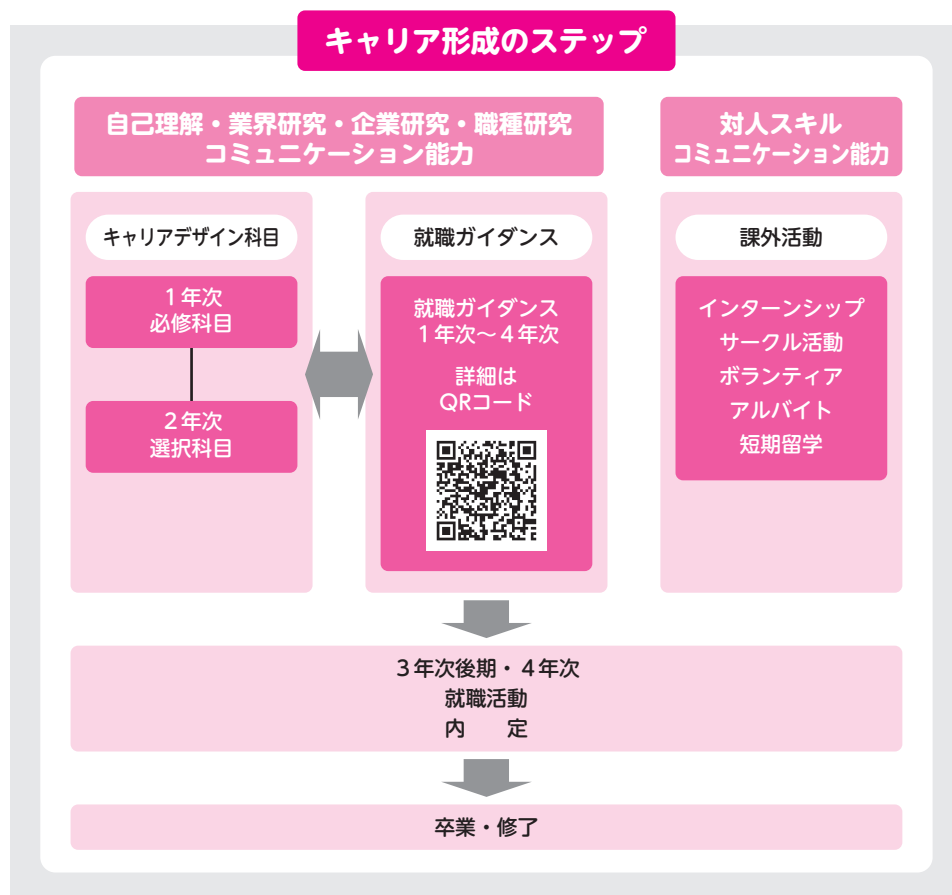 キャリア形成のステップ
自己理解・業界研究・企業研究・職種研究
コミュニケーション能力
対人スキル
コミュニケーション能力
キャリアデザイン科目
1年次
必修科目
2年次
選択科目
就職ガイダンス
就職ガイダンス
1年次～4年次
詳細は
QRコード
課外活動
インターンシップ
サークル活動
ボランティア
アルバイト
短期留学
3年次後期・4年次
就職活動
内　　定
卒業・修了